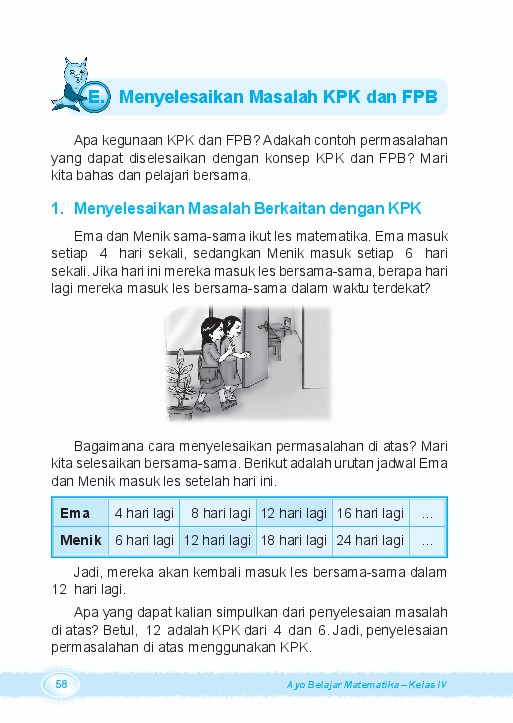 E. Menyelesaikan Masalah KPK dan FPB
Apa kegunaan KPK dan FPB? Adakah contoh permasalahan
yang dapat diselesaikan dengan konsep KPK dan FPB? Mari
kita bahas dan pelajari bersama.
1. Menyelesaikan Masalah Berkaitan dengan KPK
Ema dan Menik sama-sama ikut les matematika. Ema masuk
setiap 4 hari sekali, sedangkan Menik masuk setiap 6 hari
sekali. Jika hari ini mereka masuk les bersama-sama, berapa hari
lagi mereka masuk les bersama-sama dalam waktu terdekat?
Bagaimana cara menyelesaikan permasalahan di atas? Mari
kita selesaikan bersama-sama. Berikut adalah urutan jadwal Ema
dan Menik masuk les setelah hari ini.
Ema 4 hari lagi 8 hari lagi 12 hari lagi 16 hari lagi ...
Menik 6 hari lagi 12 hari lagi 18 hari lagi 24 hari lagi ...
Jadi, mereka akan kembali masuk les bersama-sama dalam
12 hari lagi.
Apa yang dapat kalian simpulkan dari penyelesaian masalah
di atas? Betul, 12 adalah KPK dari 4 dan 6. Jadi, penyelesaian
permasalahan di atas menggunakan KPK.
58 Ayo Belajar Matematika – Kelas IV